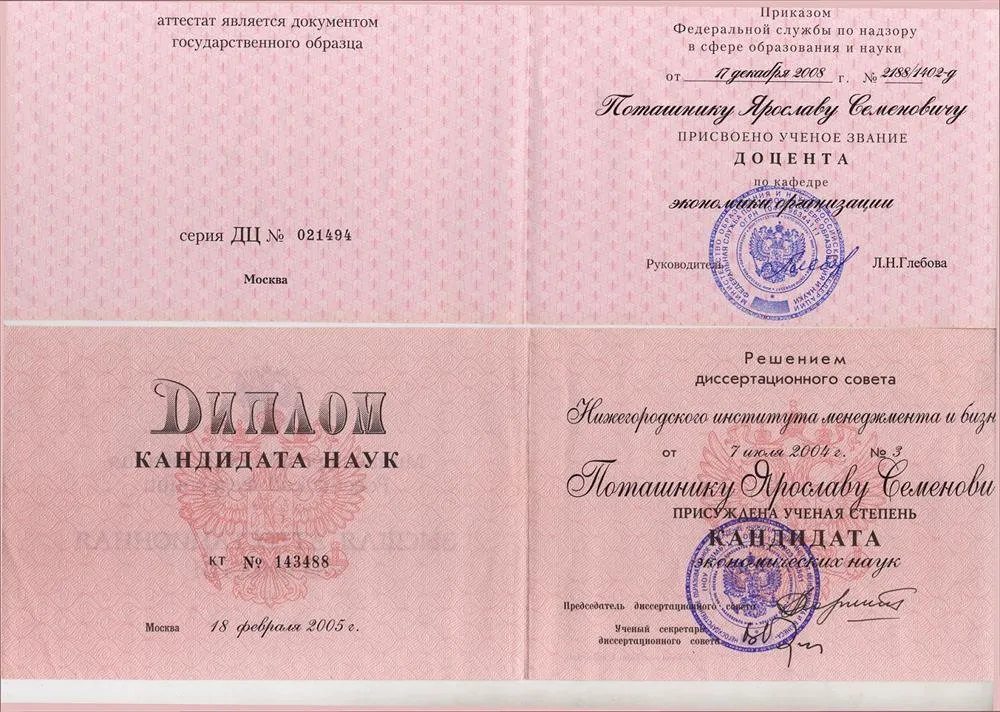 аттестат является документом
государственного образца
серия ДЦ № 021494
Москва
Приказом
Федеральной службы по надзору
в сфере образования и науки
от 17 декабря 2008 г. № 2188/1402-д
Поташнику Ярославу Семеновичу
ПРИСВОЕНО УЧЕНОЕ ЗВАНИЕ
ДОЦЕНТА
по кафедре
экономики организации
Руководитель Л.Н.Глебова
ДИПЛОМ
КАНДИДАТА НАУК
КТ № 143488
Москва 18 февраля 2005 г.
Решением
диссертационного совета
Нижегородского института менеджмента и бизн
от 7 июля 2004 г. № 3
Поташнику Ярославу Семенови
ПРИСУЖДЕНА УЧЕНАЯ СТЕПЕНЬ
КАНДИДАТА
экономических наук
Председатель диссертационного совета
Ученый секретарь
диссертационного совета